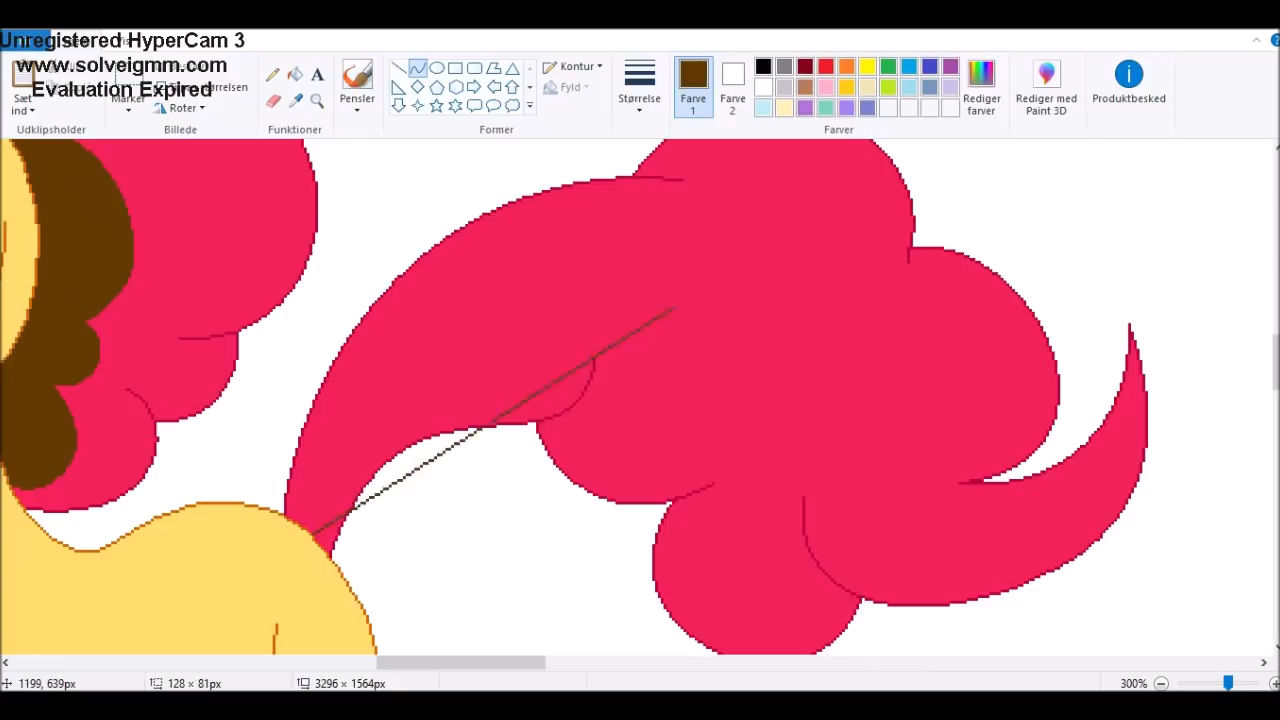 Unregistered HyperCam 3
www.solveigmm.com
Evaluation Expired
Sæt
ind
Marker
Roter
Pensler
Kontur
Fyld
Størrelse
Farve
1
Farve
2
Rediger
farver
Rediger med
Paint 3D
Produktbesked
Udklipsholder
Billede
Funktioner
Former
Farver
1199, 639px
128 × 81px
3296 × 1564px
300%